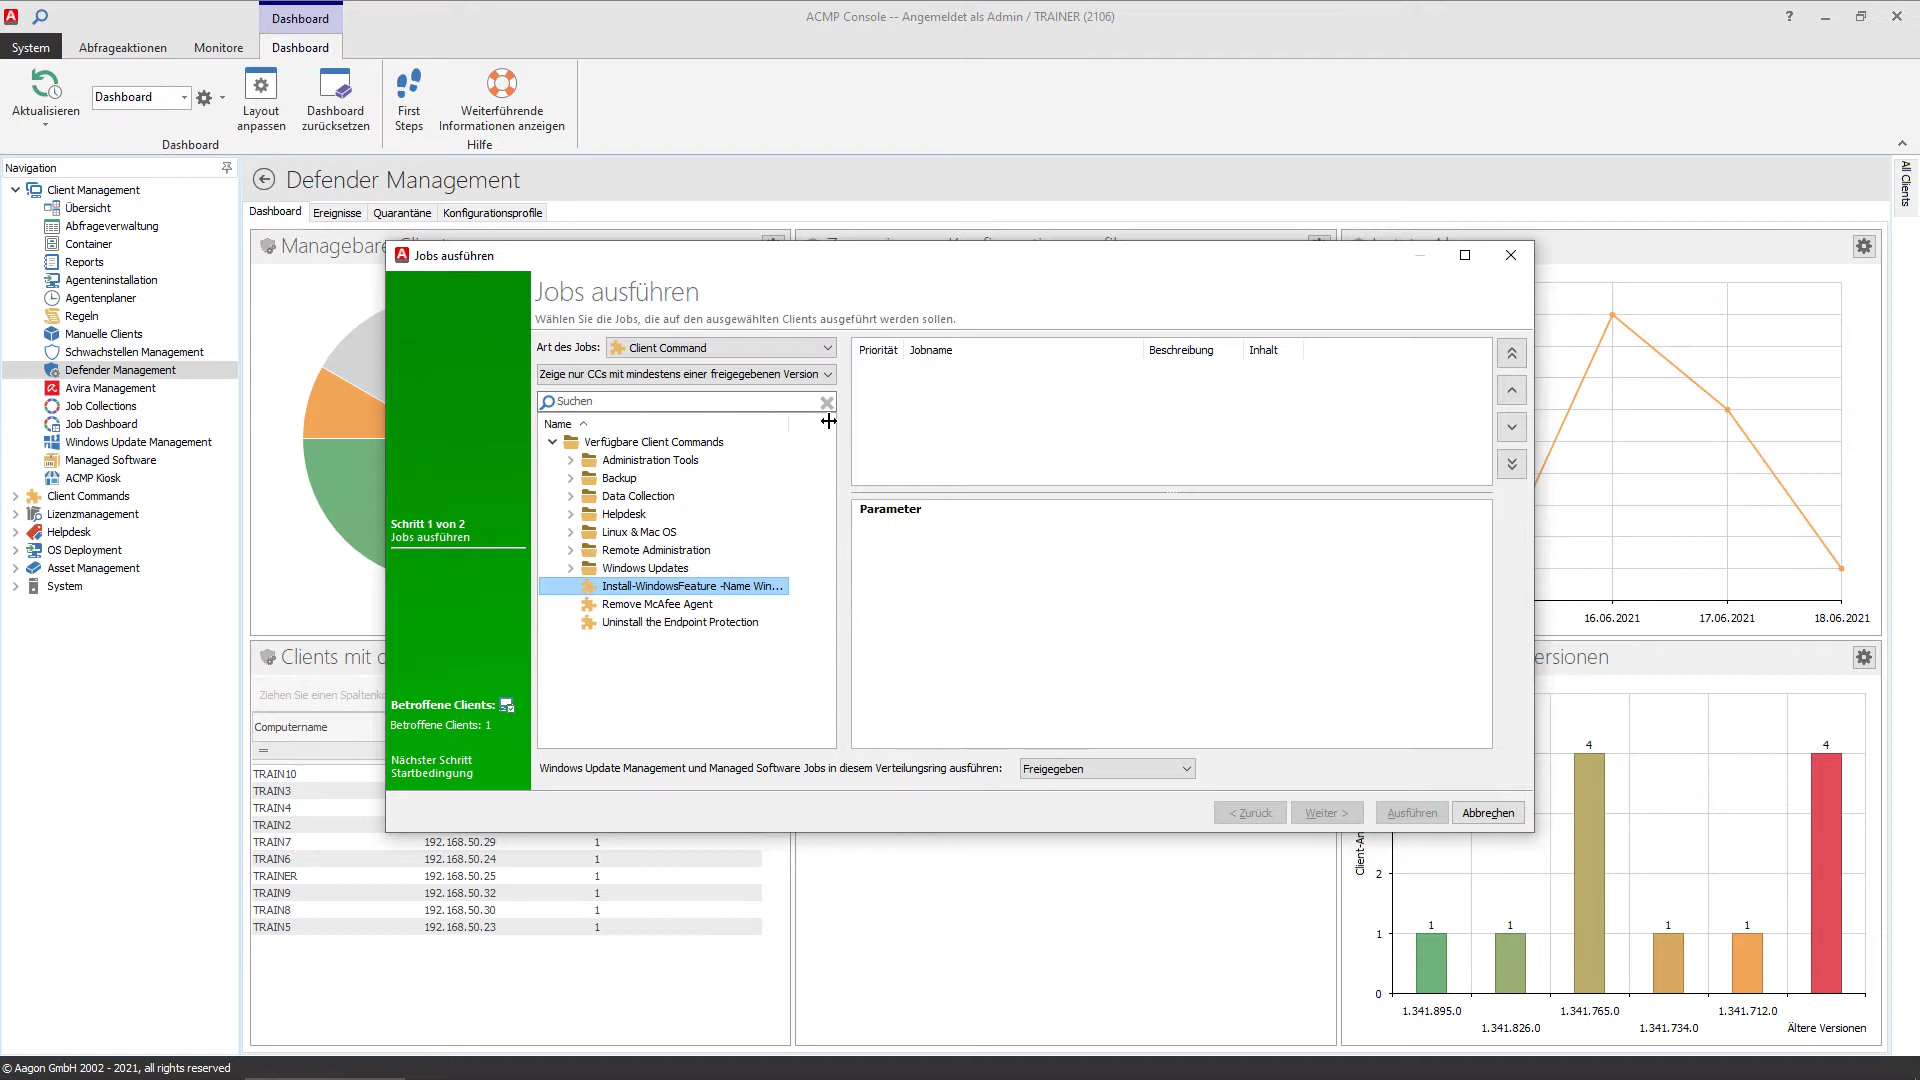 Dashboard
ACMP Console -- Angemeldet als Admin / TRAINER (2106)
System
Abfrageaktionen
Monitore
Dashboard
Aktualisieren
Dashboard
Layout
anpassen
Dashboard
zurücksetzen
First
Steps
Weiterführende
Informationen anzeigen
Dashboard
Hilfe
Navigation
Client Management
Übersicht
Abfrageverwaltung
Container
Reports
Agenteninstallation
Agentenplaner
Regeln
Manuelle Clients
Schwachstellen Management
Defender Management
Avira Management
Job Collections
Job Dashboard
Windows Update Management
Managed Software
ACMP Kiosk
Client Commands
Lizenzmanagement
Helpdesk
OS Deployment
Asset Management
System
All Clients
Defender Management
Dashboard
Ereignisse
Quarantäne
Konfigurationsprofile
Managebare
Jobs ausführen
Jobs ausführen
Wählen Sie die Jobs, die auf den ausgewählten Clients ausgeführt werden sollen.
Art des Jobs:
Client Command
Zeige nur CCs mit mindestens einer freigegebenen Version
Suchen
Name
Verfügbare Client Commands
Administration Tools
Backup
Data Collection
Helpdesk
Linux & Mac OS
Remote Administration
Windows Updates
Install-WindowsFeature -Name Win...
Remove McAfee Agent
Uninstall the Endpoint Protection
Priorität
Jobname
Beschreibung
Inhalt
Parameter
Schritt 1 von 2
Jobs ausführen
Betroffene Clients:
Betroffene Clients: 1
Nächster Schritt
Startbedingung
Windows Update Management und Managed Software Jobs in diesem Verteilungsring ausführen:
Freigegeben
< Zurück
Weiter >
Ausführen
Abbrechen
16.06.2021
17.06.2021
18.06.2021
Clients mit
Ziehen Sie einen Spaltenko
Computername
=
TRAIN10
TRAIN3
TRAIN4
TRAIN2
TRAIN7 192.168.50.29 1
TRAIN6 192.168.50.24 1
TRAINER 192.168.50.25 1
TRAIN9 192.168.50.32 1
TRAIN8 192.168.50.30 1
TRAIN5 192.168.50.23 1
ersionen
4
4
1
1
1
1
2
1
0
Client-An
1.341.895.0
1.341.826.0
1.341.765.0
1.341.734.0
1.341.712.0
Ältere Versionen
© Aagon GmbH 2002 - 2021, all rights reserved